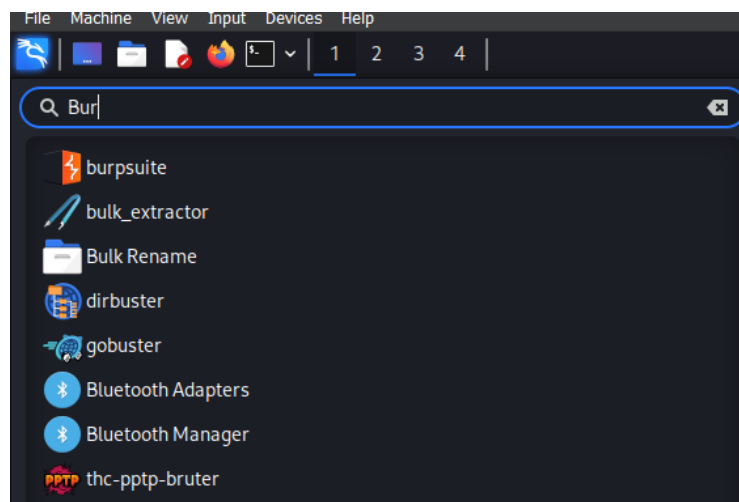 File Machine View Input Devices Help
$- 1 2 3 4
Bur
burpsuite
bulk_extractor
Bulk Rename
dirbuster
gobuster
Bluetooth Adapters
Bluetooth Manager
PPTP thc-pptp-bruter